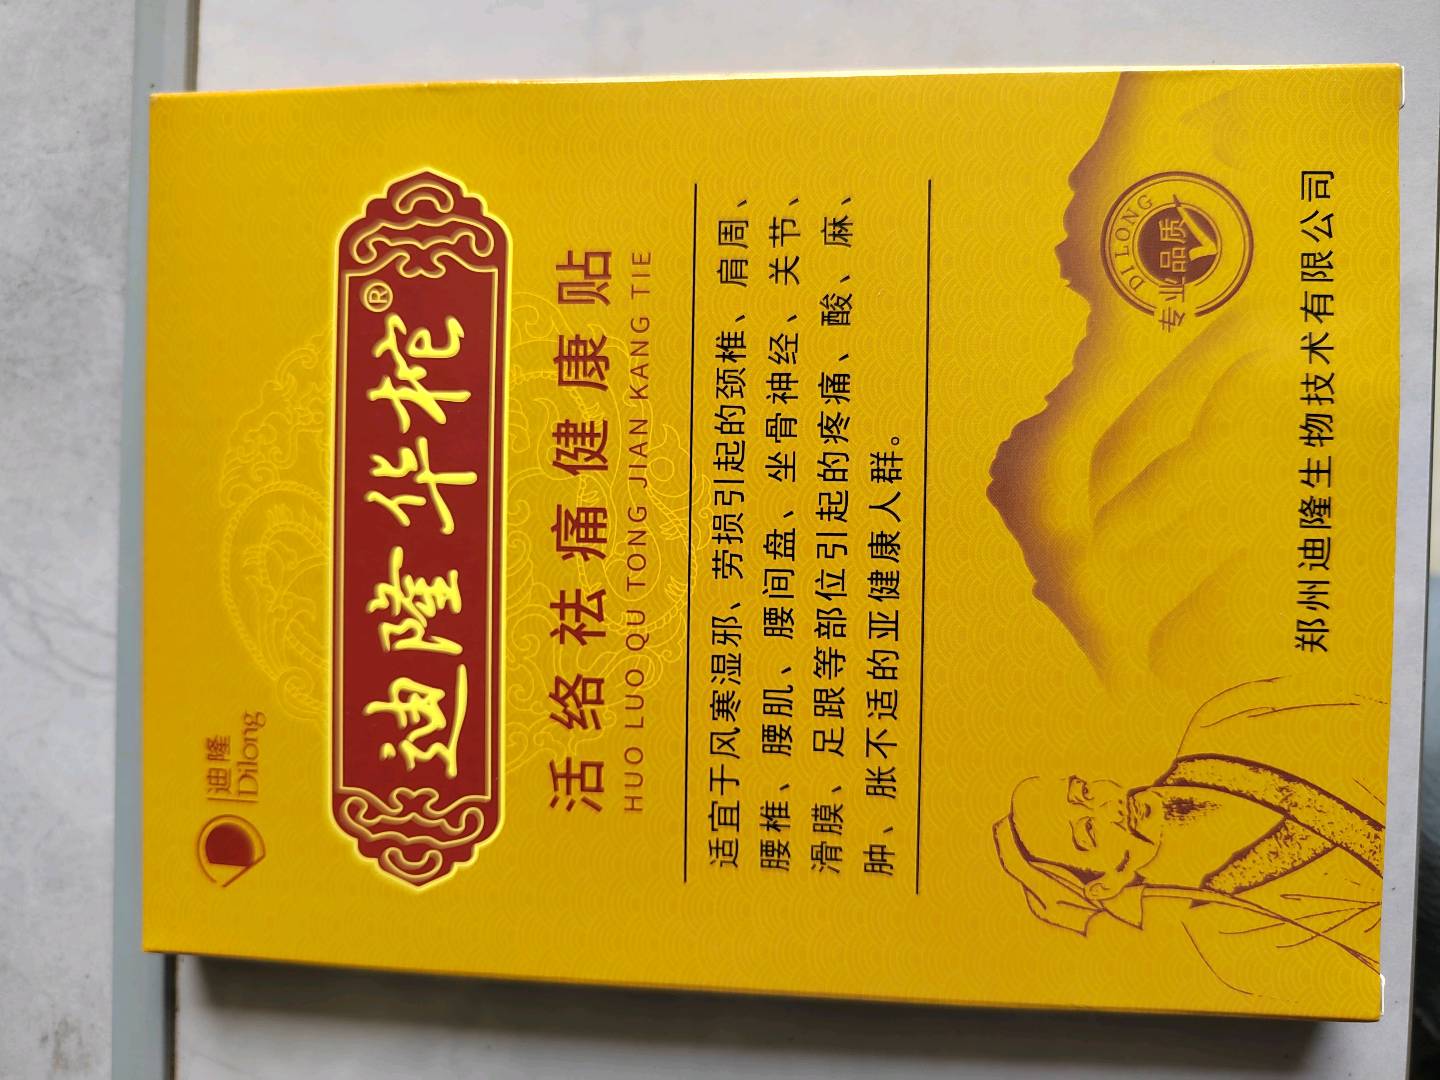 迪隆
Dilong
迪隆华柁®
活络祛痛健康贴
HUO LUO QU TONG JIAN KANG TIE
适宜于风寒湿邪、劳损引起的颈椎、肩周、
腰椎、腰肌、腰间盘、坐骨神经、关节、
滑膜、足跟等部位引起的疼痛、酸、麻、
肿、胀不适的亚健康人群。
DI LONG
专业品质
郑州迪隆生物技术有限公司